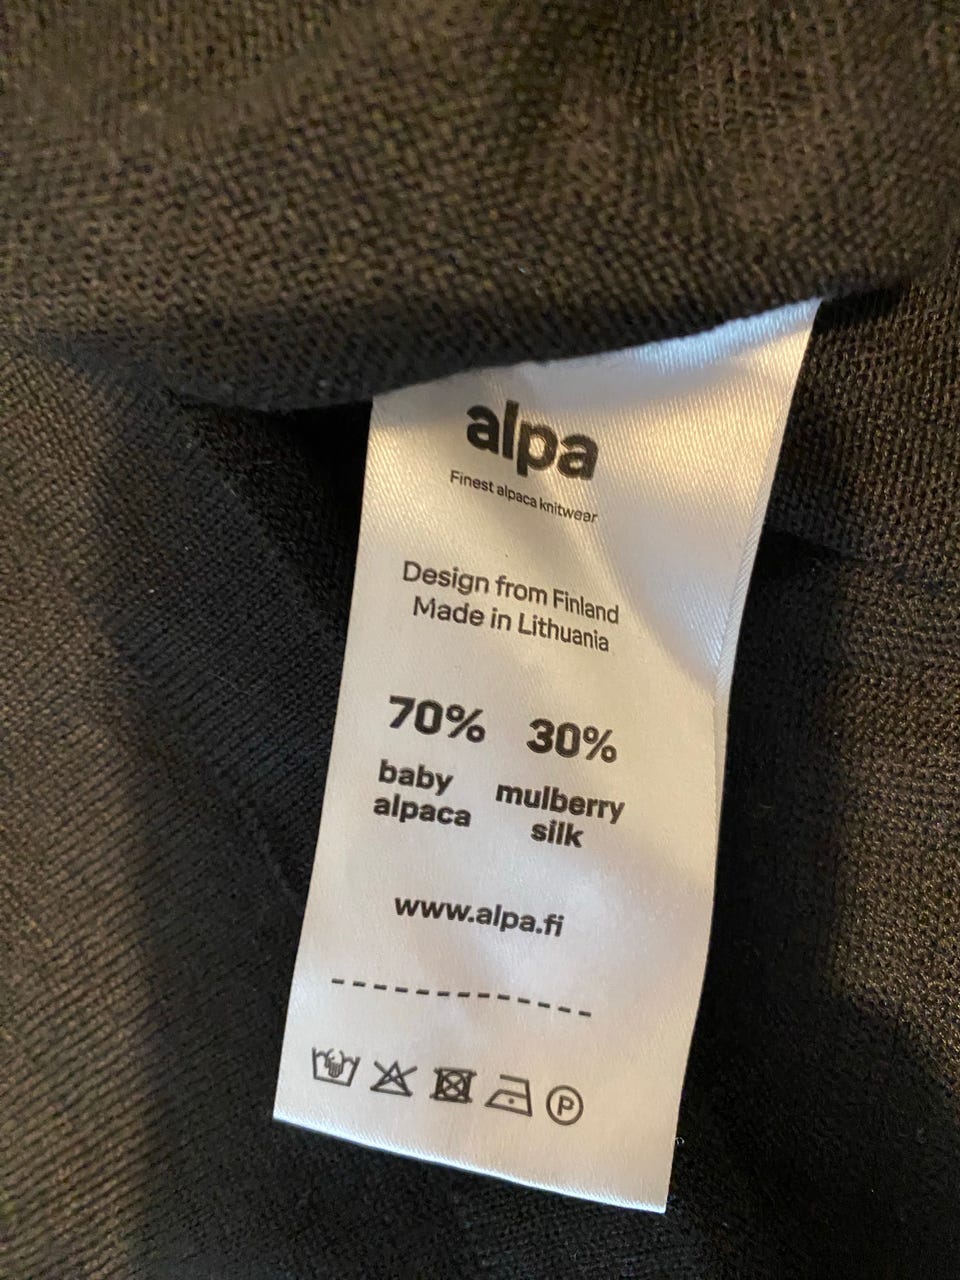 alpa
Finest alpaca knitwear
Design from Finland
Made in Lithuania
70% 30%
baby alpaca
mulberry silk
www.alpa.fi
P